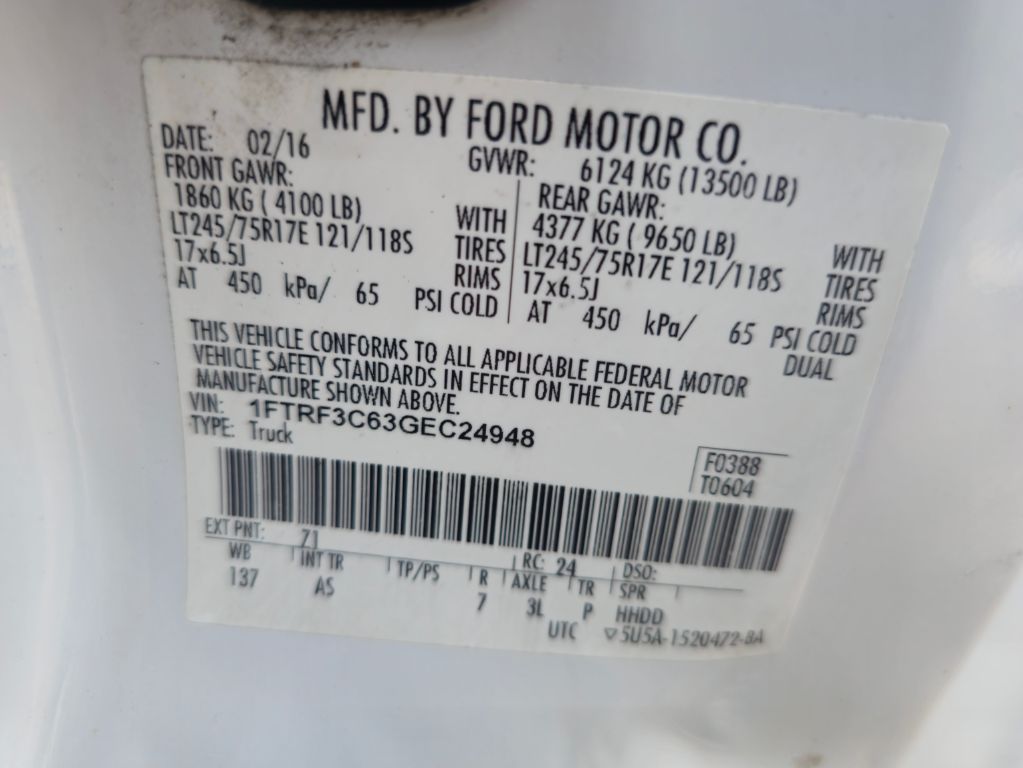 MFD. BY FORD MOTOR CO.
DATE: 02/16 GVWR: 6124 KG (13500 LB)
FRONT GAWR: REAR GAWR:
1860 KG ( 4100 LB) WITH 4377 KG ( 9650 LB) WITH
LT245/75R17E 121/118S TIRES LT245/75R17E 121/118S TIRES
17x6.5J RIMS 17x6.5J RIMS
AT 450 kPa/ 65 PSI COLD AT 450 kPa/ 65 PSI COLD
DUAL
THIS VEHICLE CONFORMS TO ALL APPLICABLE FEDERAL MOTOR
VEHICLE SAFETY STANDARDS IN EFFECT ON THE DATE OF
MANUFACTURE SHOWN ABOVE.
VIN: 1FTRF3C63GEC24948
TYPE: Truck
F0388
T0604
EXT PNT: 71 RC: 24 DSO:
WB INT TR TP/PS R AXLE TR SPR
137 AS 7 3L P HHDD
UTC ▽5U5A-1520472-BA